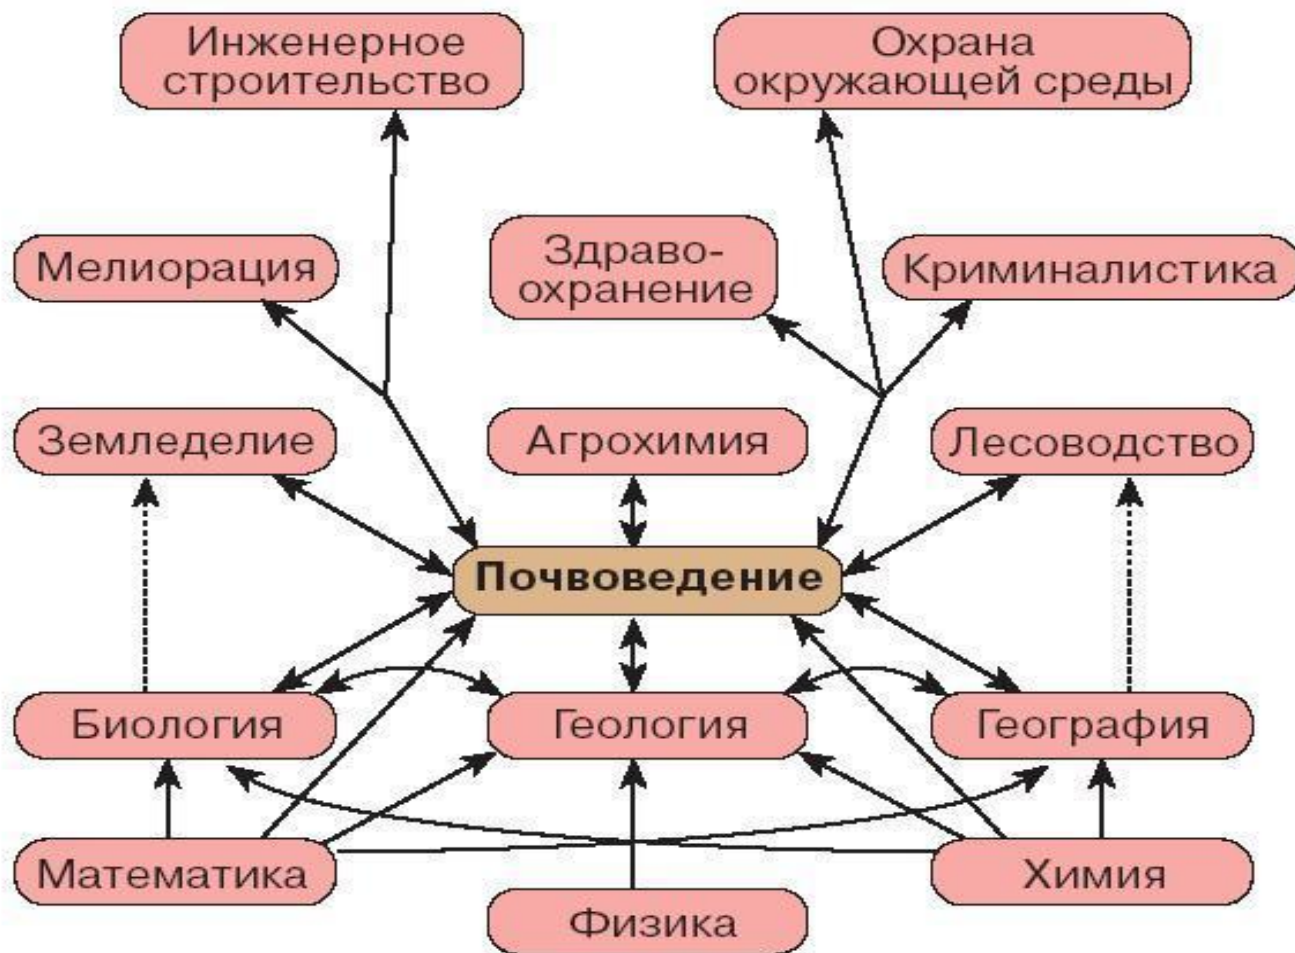 Инженерное
строительство
Охрана
окружающей среды
Мелиорация
Здраво-
охранение
Криминалистика
Земледелие
Агрохимия
Лесоводство
Почвоведение
Биология
Геология
География
Математика
Физика
Химия